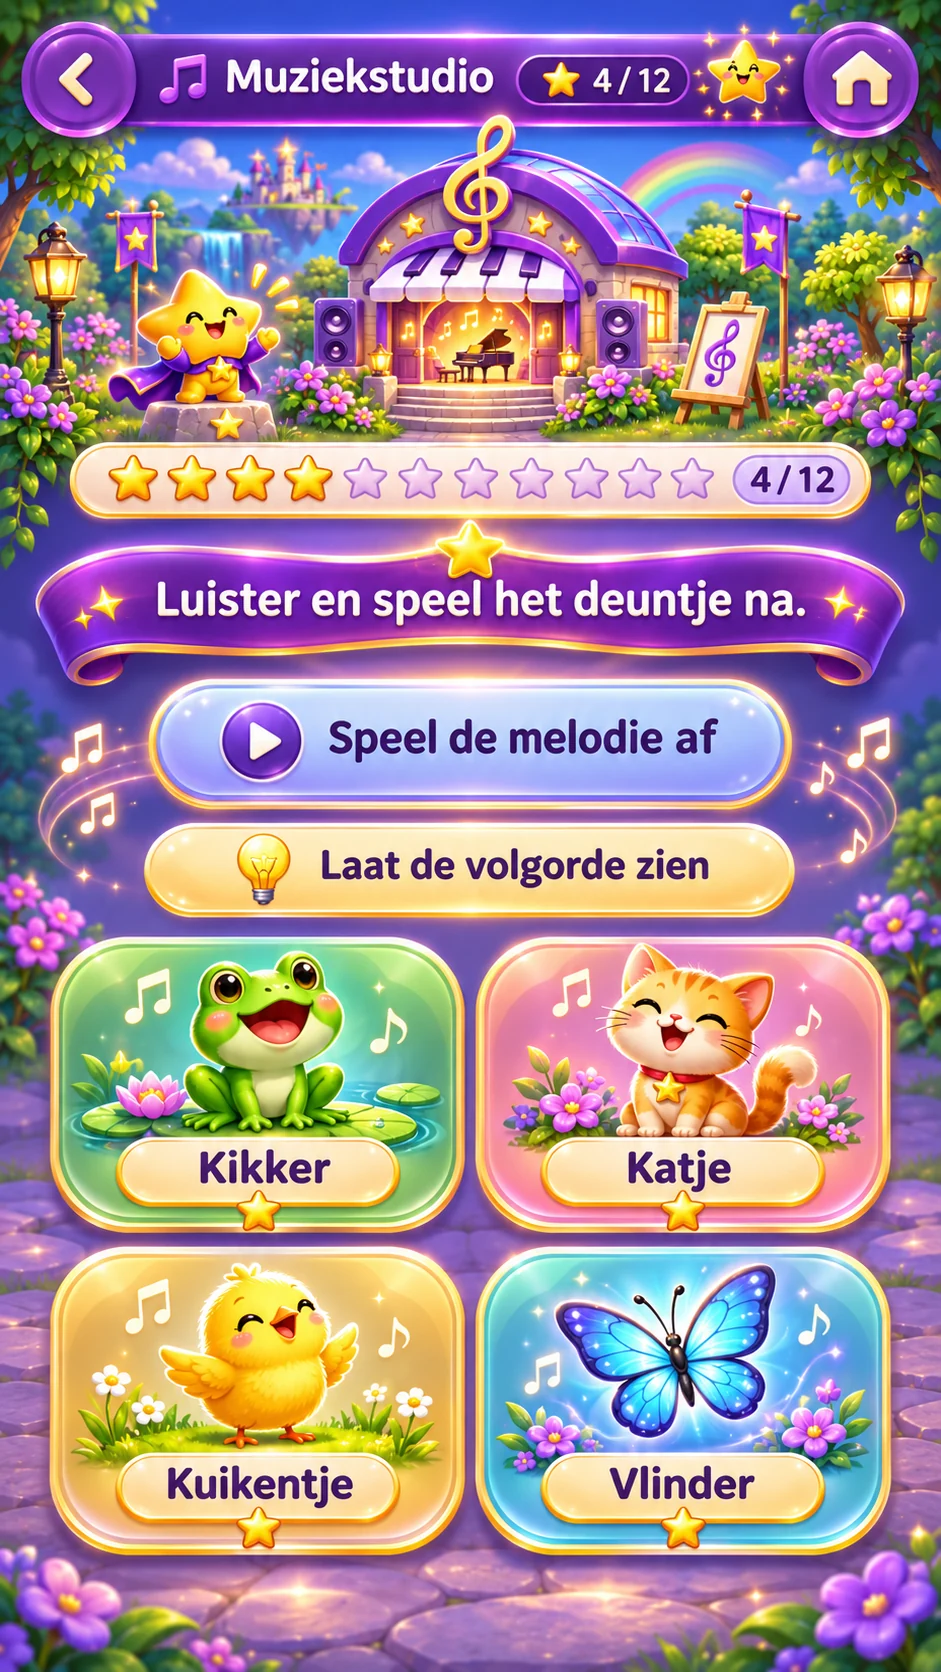 Muziekstudio
4 / 12
4 / 12
Luister en speel het deuntje na.
Speel de melodie af
Laat de volgorde zien
Kikker
Katje
Kuikentje
Vlinder